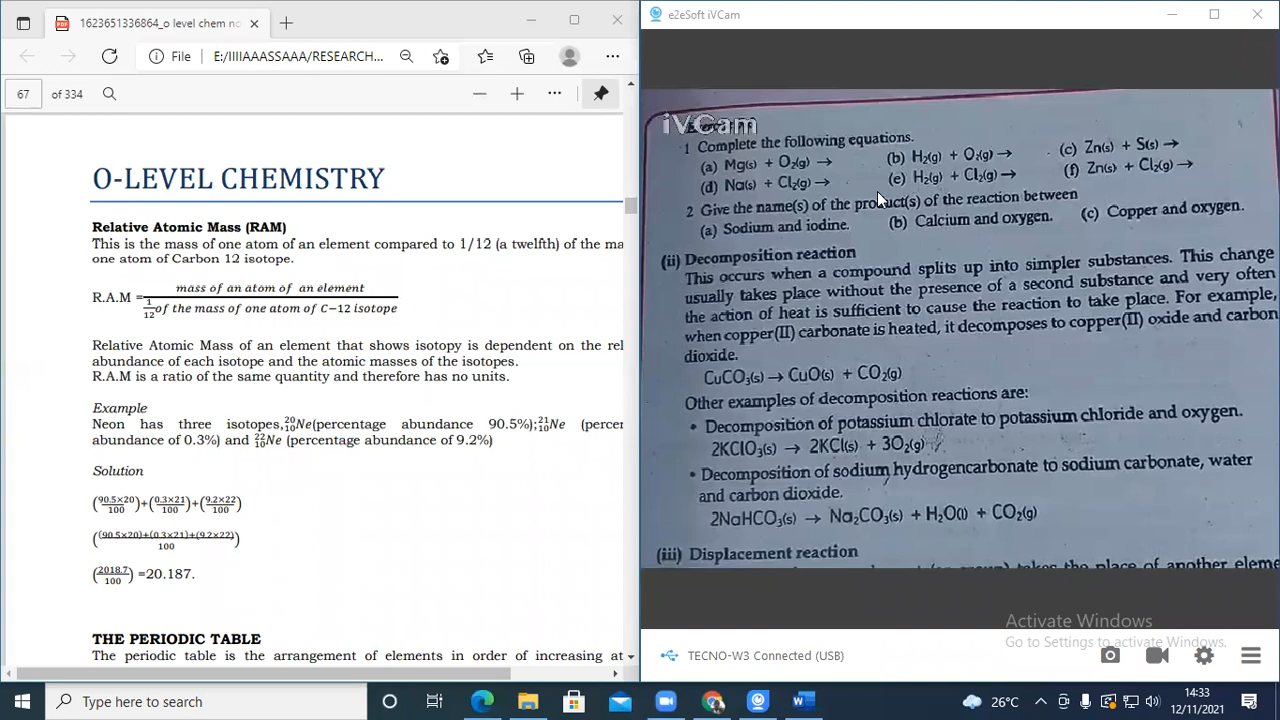 1623651336864_o level chem no
File
E:/IIIIAAASSAAA/RESEARCH...
67 of 334
O-LEVEL CHEMISTRY
Relative Atomic Mass (RAM)
This is the mass of one atom of an element compared to 1/12 (a twelfth) of the ma
one atom of Carbon 12 isotope.
R.A.M = mass of an atom of an element / 1/12 of the mass of one atom of C−12 isotope
Relative Atomic Mass of an element that shows isotopy is dependent on the rel
abundance of each isotope and the atomic masses of the isotopes.
R.A.M is a ratio of the same quantity and therefore has no units.
Example
Neon has three isotopes, ²⁰₁₀Ne(percentage abundance 90.5%);²¹₁₀Ne (percer
abundance of 0.3%) and ²²₁₀Ne (percentage abundance of 9.2%)
Solution
(90.5×20/100)+(0.3×21/100)+(9.2×22/100)
((90.5×20)+(0.3×21)+(9.2×22)/100)
(2018.7/100) =20.187.
THE PERIODIC TABLE
The periodic table is the arrangement of elements in order of increasing at
e2eSoft iVCam
iVCam
1 Complete the following equations.
(a) Mg(s) + O₂(g) → (b) H₂(g) + O₂(g) → (c) Zn(s) + S(s) →
(d) Na(s) + Cl₂(g) → (e) H₂(g) + Cl₂(g) → (f) Zn(s) + Cl₂(g) →
2 Give the name(s) of the product(s) of the reaction between
(a) Sodium and iodine. (b) Calcium and oxygen. (c) Copper and oxygen.
(ii) Decomposition reaction
This occurs when a compound splits up into simpler substances. This change
usually takes place without the presence of a second substance and very often
the action of heat is sufficient to cause the reaction to take place. For example,
when copper(II) carbonate is heated, it decomposes to copper(II) oxide and carbon
dioxide.
CuCO₃(s) → CuO(s) + CO₂(g)
Other examples of decomposition reactions are:
• Decomposition of potassium chlorate to potassium chloride and oxygen.
2KClO₃(s) → 2KCl(s) + 3O₂(g)
• Decomposition of sodium hydrogencarbonate to sodium carbonate, water
and carbon dioxide.
2NaHCO₃(s) → Na₂CO₃(s) + H₂O(l) + CO₂(g)
(iii) Displacement reaction
takes the place of another eleme
Activate Windows
Go to Settings to activate Windows.
TECNO-W3 Connected (USB)
Type here to search
26°C
14:33
12/11/2021